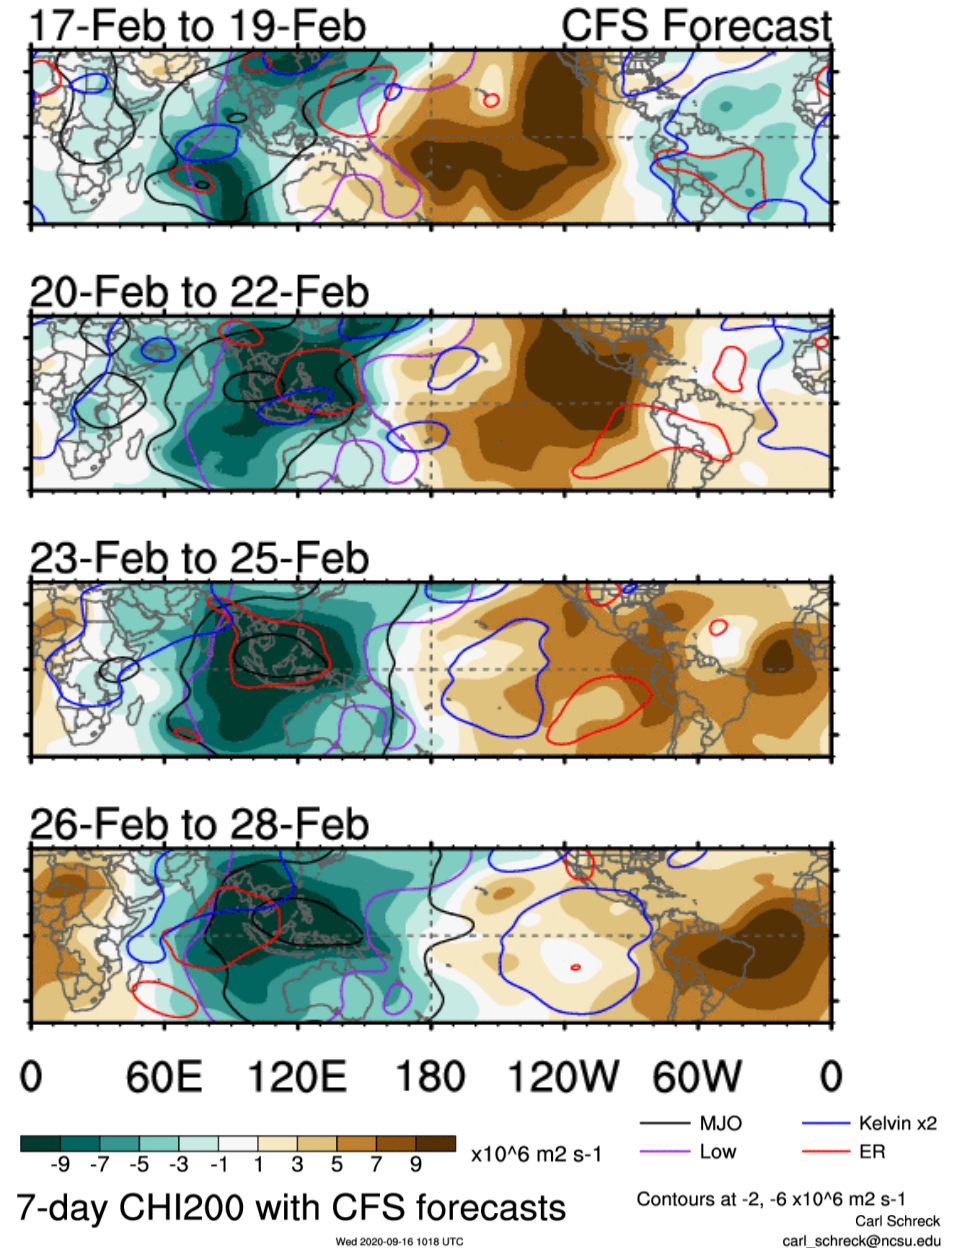 17-Feb to 19-Feb CFS Forecast
20-Feb to 22-Feb
23-Feb to 25-Feb
26-Feb to 28-Feb
0 60E 120E 180 120W 60W 0
-9 -7 -5 -3 -1 1 3 5 7 9 x10^6 m2 s-1
MJO Kelvin x2
Low ER
7-day CHI200 with CFS forecasts
Contours at -2, -6 x10^6 m2 s-1
Carl Schreck
carl_schreck@ncsu.edu
Wed 2020-09-16 1018 UTC